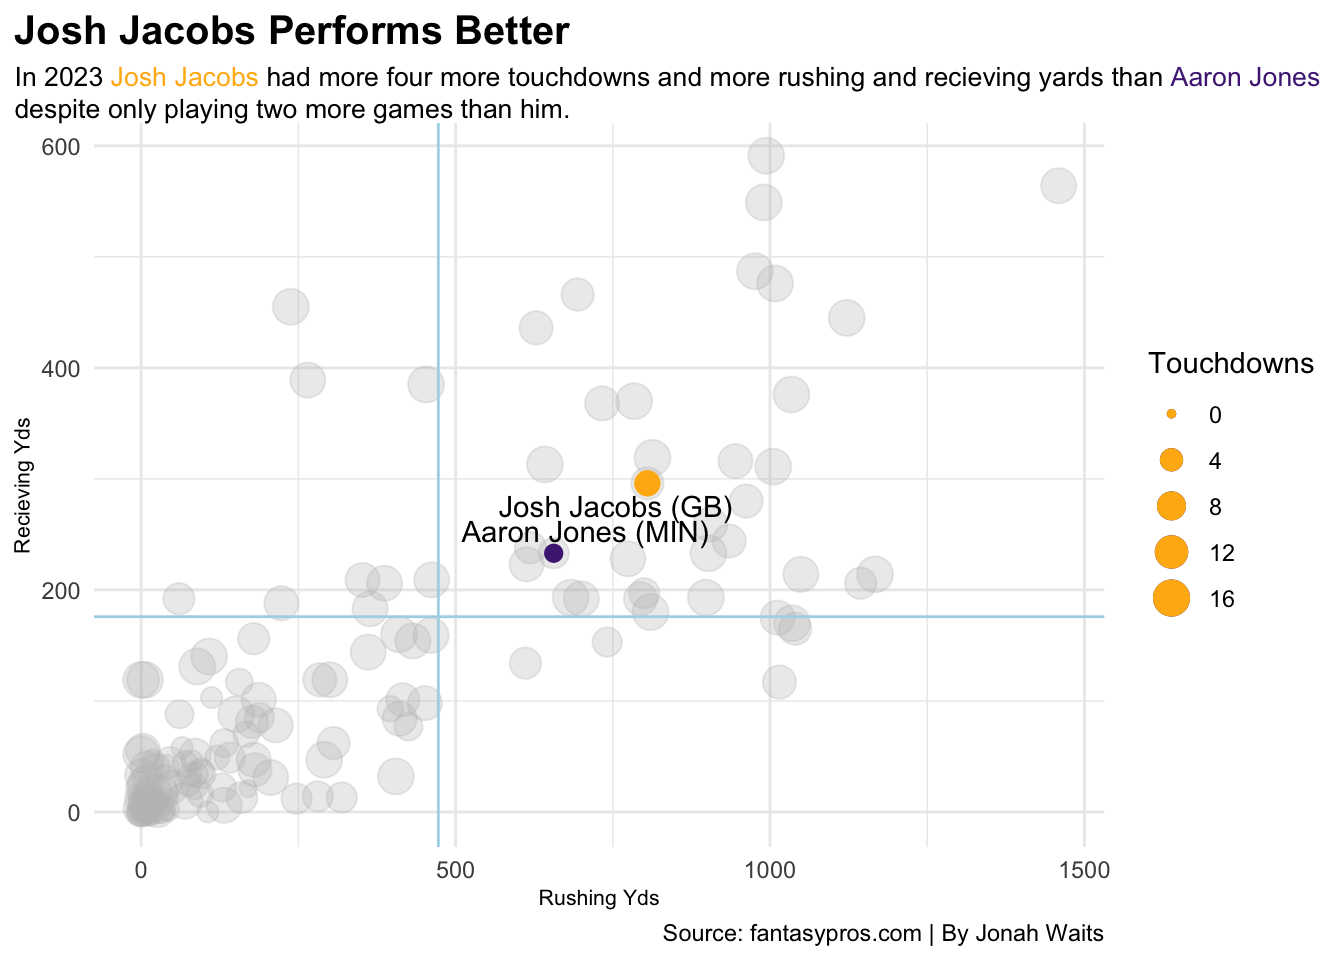 Josh Jacobs Performs Better
In 2023 Josh Jacobs had more four more touchdowns and more rushing and recieving yards than Aaron Jones
despite only playing two more games than him.
600
400
200
0
Recieving Yds
Josh Jacobs (GB)
Aaron Jones (MIN)
0
500
1000
1500
Rushing Yds
Touchdowns
0
4
8
12
16
Source: fantasypros.com | By Jonah Waits